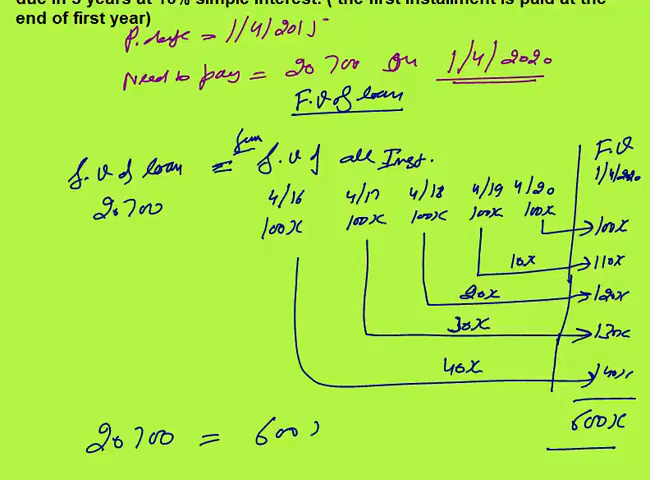 due in 5 years at 10% simple interest. ( the first installment is paid at the
end of first year)
P. date = 1/4/2015
Need to pay = 20700 on 1/4/2020
F.V of loan
f.v of loan = sum f.v of all Inst.
F.V
1/4/2020
20700
4/16 4/17 4/18 4/19 4/20
100x 100x 100x 100x 100x
100x
10x 110x
20x 120x
30x 130x
40x 140x
600x
20700 = 600x